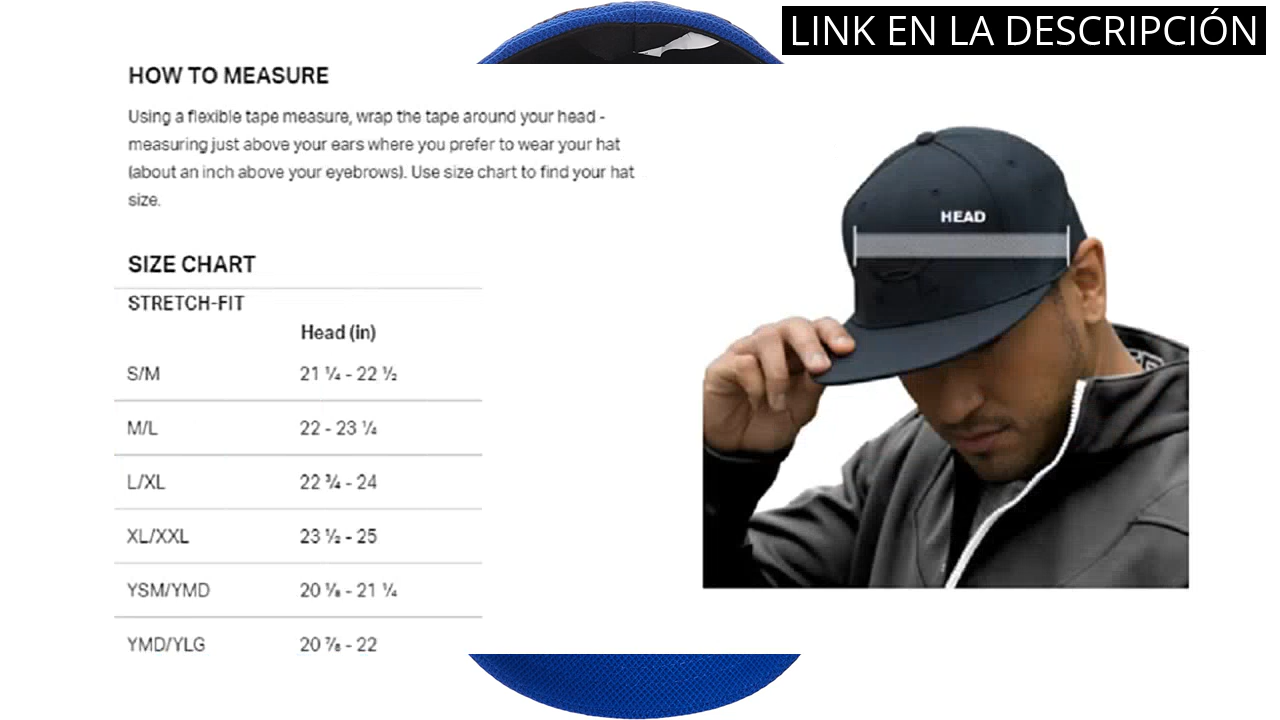 LINK EN LA DESCRIPCIÓN
HOW TO MEASURE
Using a flexible tape measure, wrap the tape around your head -
measuring just above your ears where you prefer to wear your hat
(about an inch above your eyebrows). Use size chart to find your hat
size.
HEAD
SIZE CHART
STRETCH-FIT
Head (in)
S/M 21 ¼ - 22 ½
M/L 22 - 23 ¼
L/XL 22 ¾ - 24
XL/XXL 23 ½ - 25
YSM/YMD 20 ⅛ - 21 ¼
YMD/YLG 20 ⅞ - 22